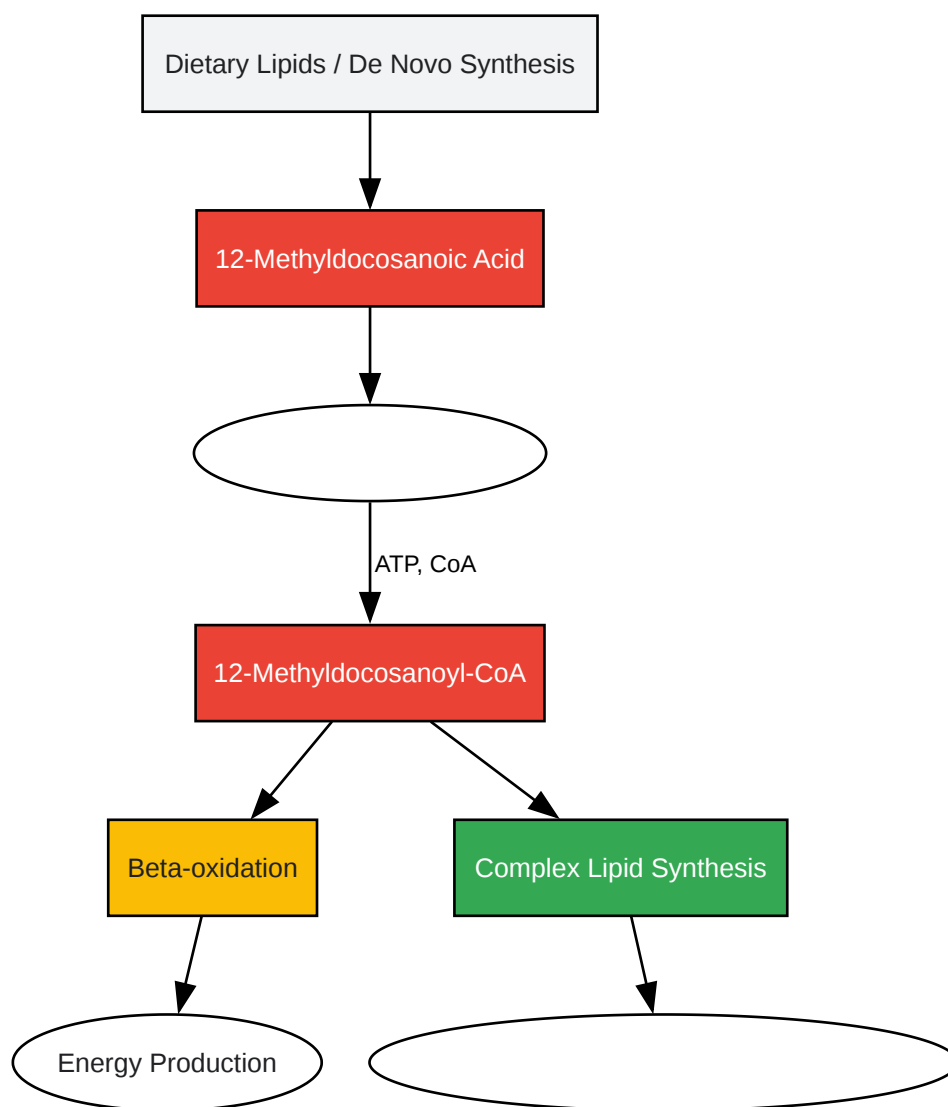 Dietary Lipids / De Novo Synthesis
12-Methyldocosanoic Acid
ATP, CoA
12-Methyldocosanoyl-CoA
Beta-oxidation
Complex Lipid Synthesis
Energy Production